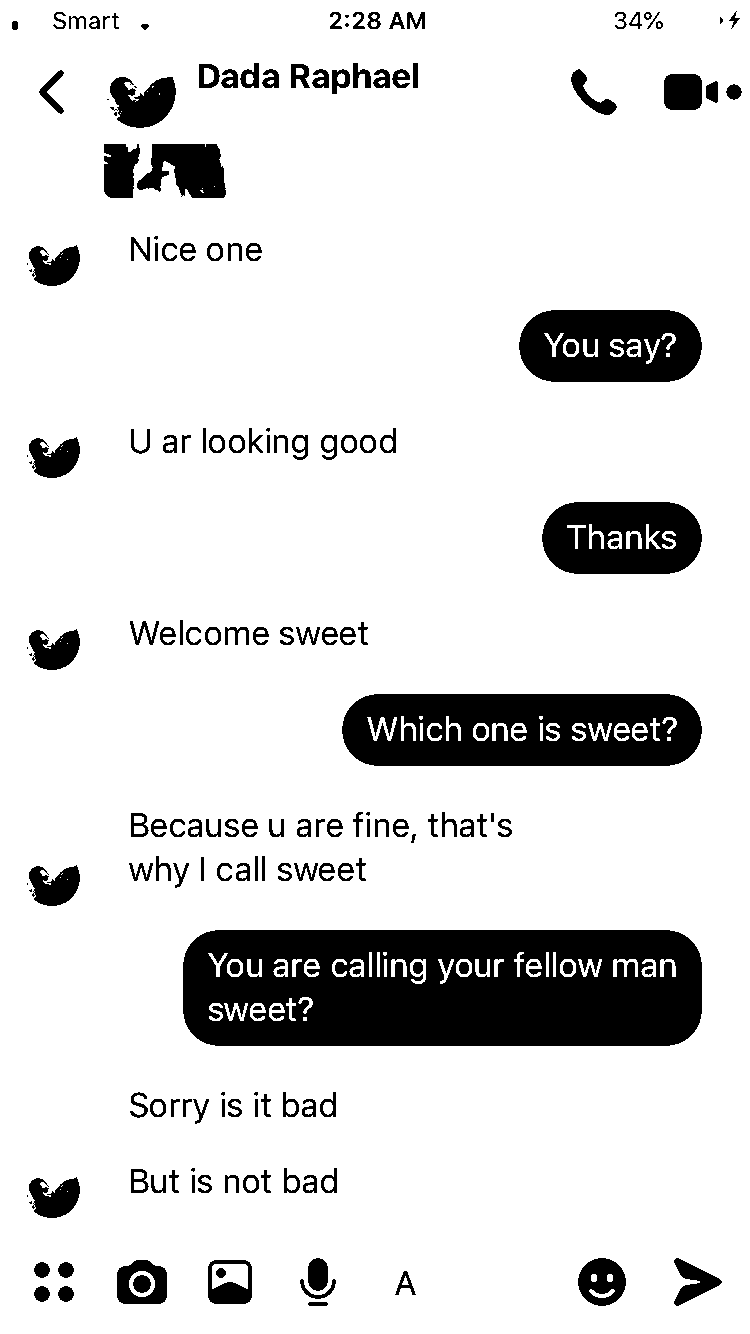 Smart 2:28 AM 34%
Dada Raphael
Nice one
You say?
U ar looking good
Thanks
Welcome sweet
Which one is sweet?
Because u are fine, that's
why I call sweet
You are calling your fellow man
sweet?
Sorry is it bad
But is not bad
A